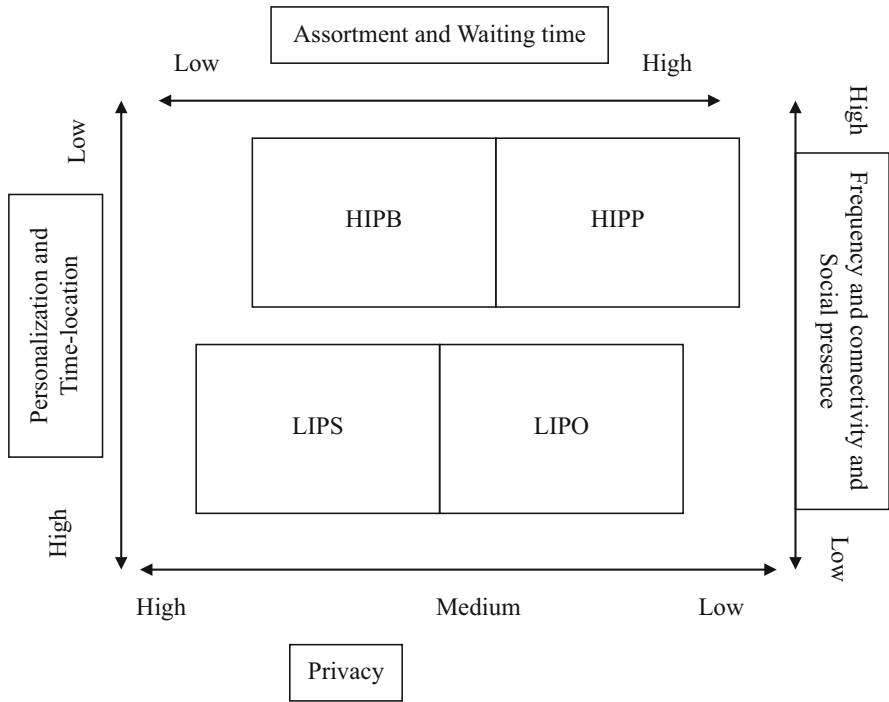 Assortment and Waiting time
Low
High
Low
High
Personalization and
Time-location
High
HIPB
HIPP
LIPS
LIPO
Frequency and connectivity and
Social presence
Low
High
Medium
Low
Privacy